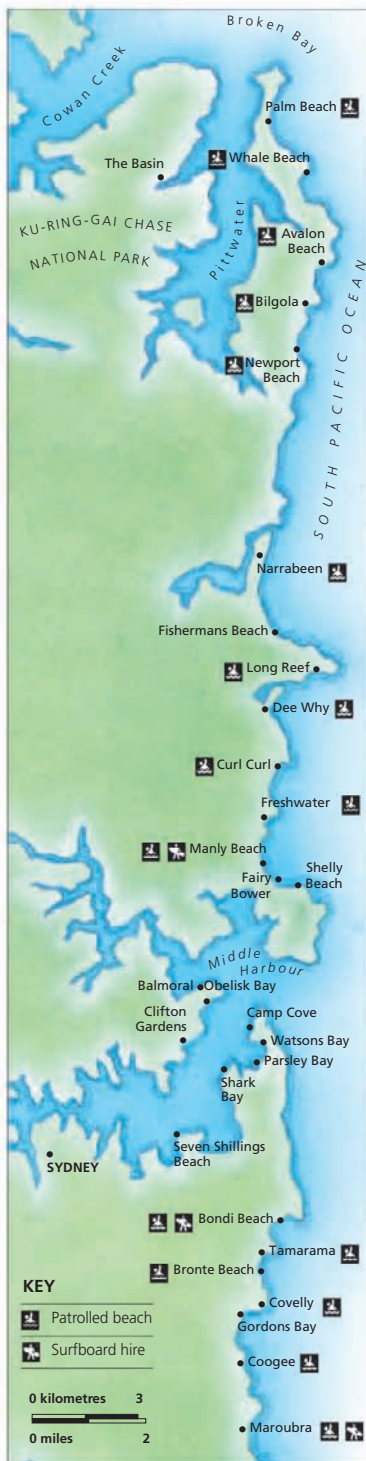 Broken Bay
Cowan Creek
Palm Beach
The Basin
Whale Beach
KU-RING-GAI CHASE
NATIONAL PARK
Pittwater
Avalon
Beach
SOUTH PACIFIC OCEAN
Bilgola
Newport
Beach
Narrabeen
Fishermans Beach
Long Reef
Dee Why
Curl Curl
Freshwater
Manly Beach
Fairy
Bower
Shelly
Beach
Middle
Harbour
Balmoral
Obelisk Bay
Clifton
Gardens
Camp Cove
Watsons Bay
Parsley Bay
Shark
Bay
Seven Shillings
Beach
SYDNEY
Bondi Beach
Tamarama
Bronte Beach
Covelly
Gordons Bay
Coogee
Maroubra
KEY
Patrolled beach
Surfboard hire
0 kilometres 3
0 miles 2